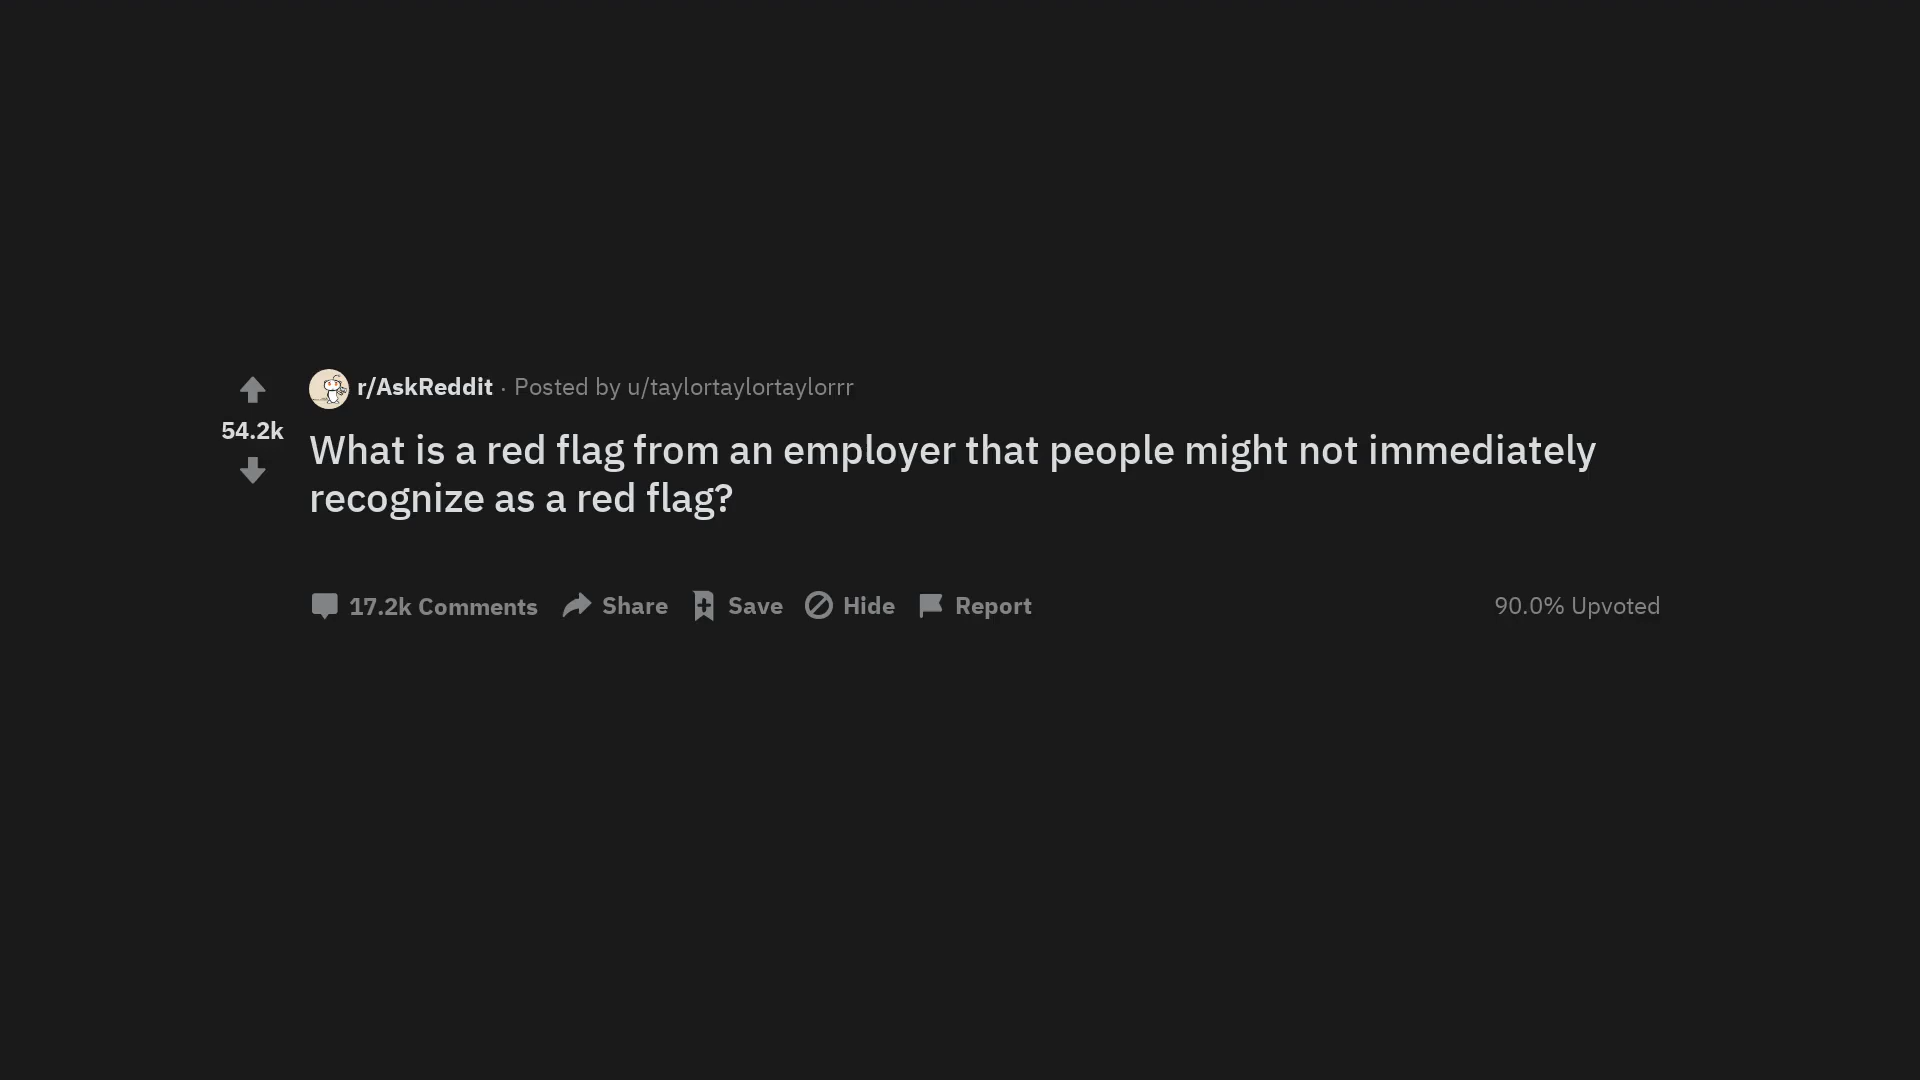 r/AskReddit · Posted by u/taylortaylortaylorrr
54.2k
What is a red flag from an employer that people might not immediately
recognize as a red flag?
17.2k Comments Share Save Hide Report 90.0% Upvoted